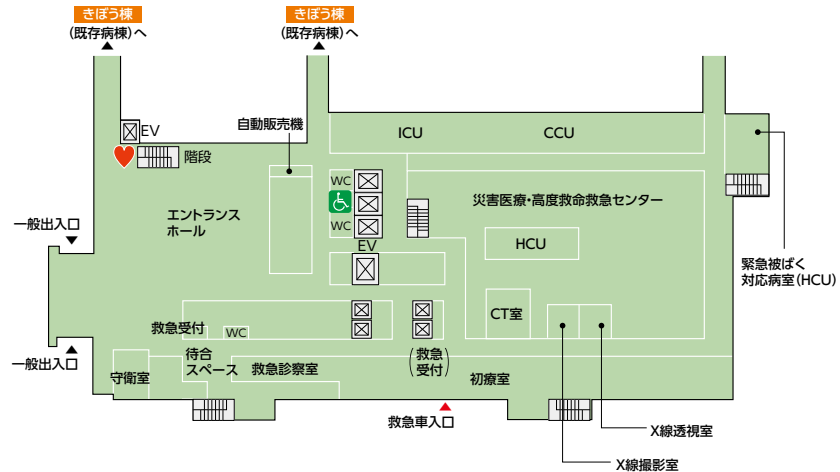 きぼう棟
(既存病棟)へ
きぼう棟
(既存病棟)へ
EV
自動販売機
階段
ICU
CCU
WC
WC
EV
エントランス
ホール
災害医療・高度救命救急センター
HCU
一般出入口
緊急被ばく
対応病室(HCU)
CT室
救急受付
WC
一般出入口
守衛室
待合
スペース
救急診察室
(救急
受付)
初療室
救急車入口
X線透視室
X線撮影室